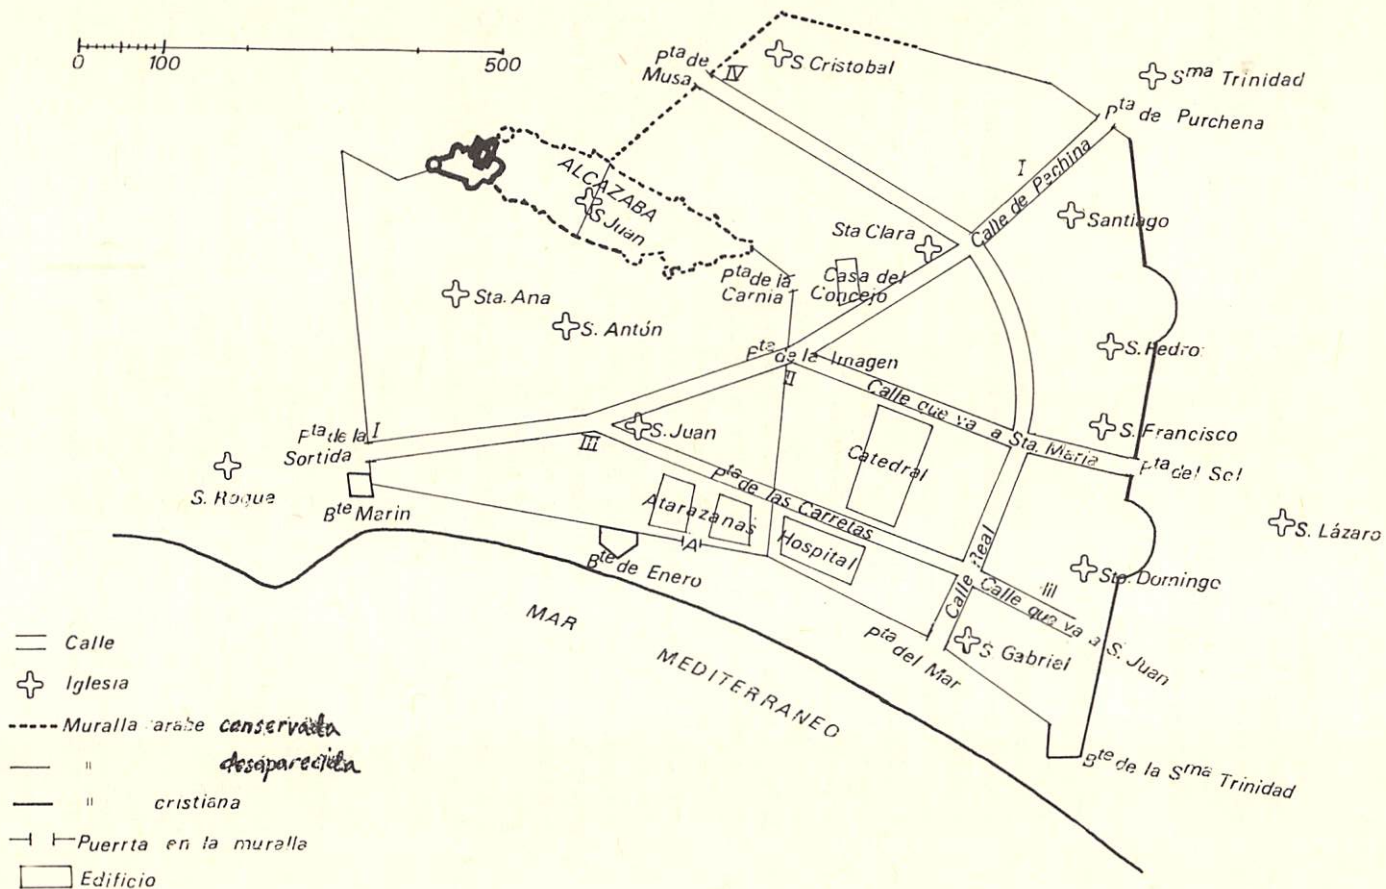 0 100 500
Pta de
Musa
IV
S Cristobal
Sma Trinidad
Pta de Purchena
I
Calle de Pechina
ALCAZABA
S. Juan
Santiago
Sta Clara
Casa del
Concejo
Pta de la
Carnia
Sta. Ana
S. Antón
S. Pedro
Pta de la Imagen
II
Calle que va a Sta. Maria
S. Francisco
Pta del Sol
Pta de la
Sortida
I
III
S. Juan
Catedral
S. Roque
Bte Marin
Pta de las Carretas
Atarazanas
A
Hospital
Bte de Enero
S. Lázaro
Sto. Domingo
Calle Real
III
Calle que va a S. Juan
S Gabriel
Pta del Mar
MAR
MEDITERRANEO
Bte de la Sma Trinidad
Calle
Iglesia
Muralla arabe conservada
" desaparecida
" cristiana
Puerrta en la muralla
Edificio